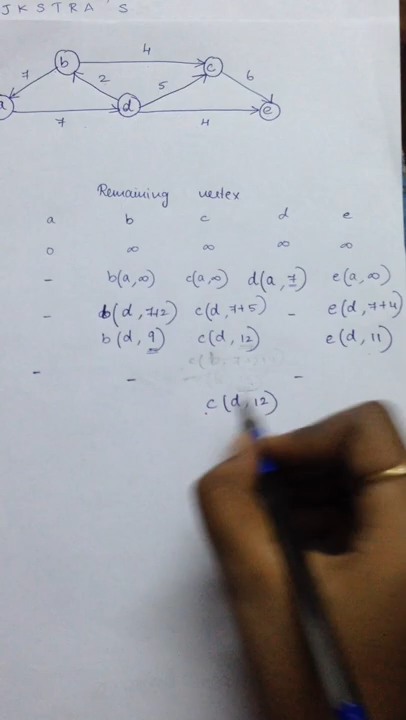 JKSTRA'S
b 4 c
7 2 5 6
a d e
7 4
Remaining vertex
a b c d e
0 ∞ ∞ ∞ ∞
- b(a,∞) c(a,∞) d(a,7) e(a,∞)
- b(d,7+2) c(d,7+5) - e(d,7+4)
b(d,9) c(d,12) e(d,11)
- - -
c(d,12)